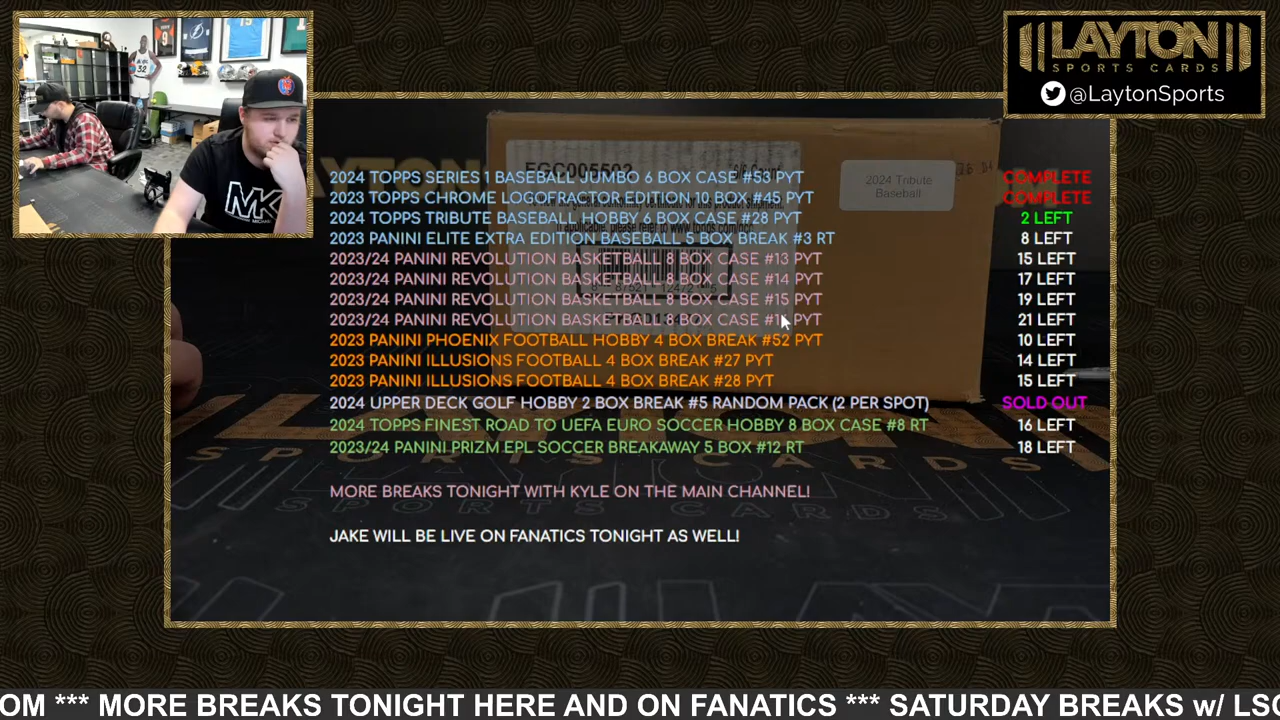 LAYTON
SPORTS CARDS
@LaytonSports
2024 TOPPS SERIES 1 BASEBALL JUMBO 6 BOX CASE #53 PYT COMPLETE
2023 TOPPS CHROME LOGOFRACTOR EDITION 10 BOX #45 PYT COMPLETE
2024 TOPPS TRIBUTE BASEBALL HOBBY 6 BOX CASE #28 PYT 2 LEFT
2023 PANINI ELITE EXTRA EDITION BASEBALL 5 BOX BREAK #3 RT 8 LEFT
2023/24 PANINI REVOLUTION BASKETBALL 8 BOX CASE #13 PYT 15 LEFT
2023/24 PANINI REVOLUTION BASKETBALL 8 BOX CASE #14 PYT 17 LEFT
2023/24 PANINI REVOLUTION BASKETBALL 8 BOX CASE #15 PYT 19 LEFT
2023/24 PANINI REVOLUTION BASKETBALL 8 BOX CASE PYT 21 LEFT
2023 PANINI PHOENIX FOOTBALL HOBBY 4 BOX BREAK #52 PYT 10 LEFT
2023 PANINI ILLUSIONS FOOTBALL 4 BOX BREAK #27 PYT 14 LEFT
2023 PANINI ILLUSIONS FOOTBALL 4 BOX BREAK #28 PYT 15 LEFT
2024 UPPER DECK GOLF HOBBY 2 BOX BREAK #5 RANDOM PACK (2 PER SPOT) SOLD OUT
2024 TOPPS FINEST ROAD TO UEFA EURO SOCCER HOBBY 8 BOX CASE #8 RT 16 LEFT
2023/24 PANINI PRIZM EPL SOCCER BREAKAWAY 5 BOX #12 RT 18 LEFT
MORE BREAKS TONIGHT WITH KYLE ON THE MAIN CHANNEL!
JAKE WILL BE LIVE ON FANATICS TONIGHT AS WELL!
2024 Tribute
Baseball
MK
OM *** MORE BREAKS TONIGHT HERE AND ON FANATICS *** SATURDAY BREAKS w/ LSC